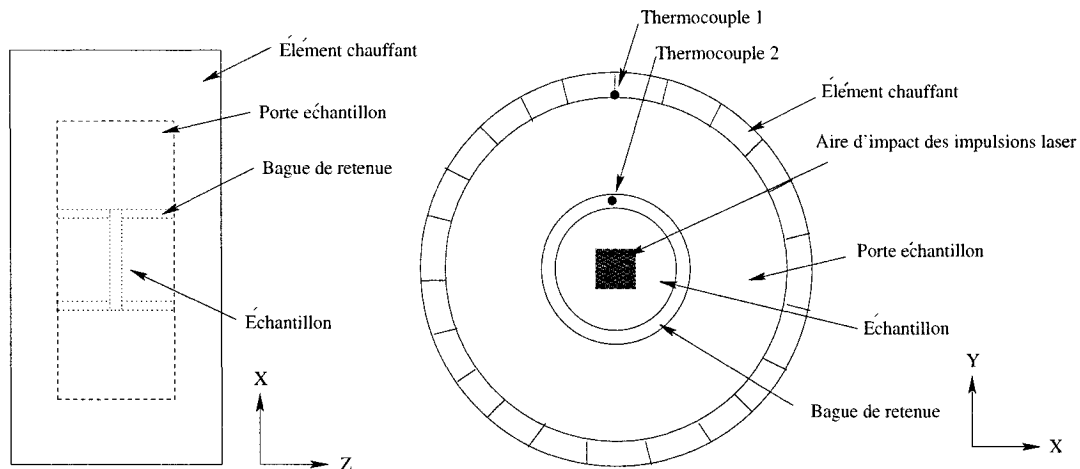 Élément chauffant
Porte échantillon
Bague de retenue
Échantillon
X
Z
Thermocouple 1
Thermocouple 2
Élément chauffant
Aire d'impact des impulsions laser
Porte échantillon
Échantillon
Bague de retenue
Y
X